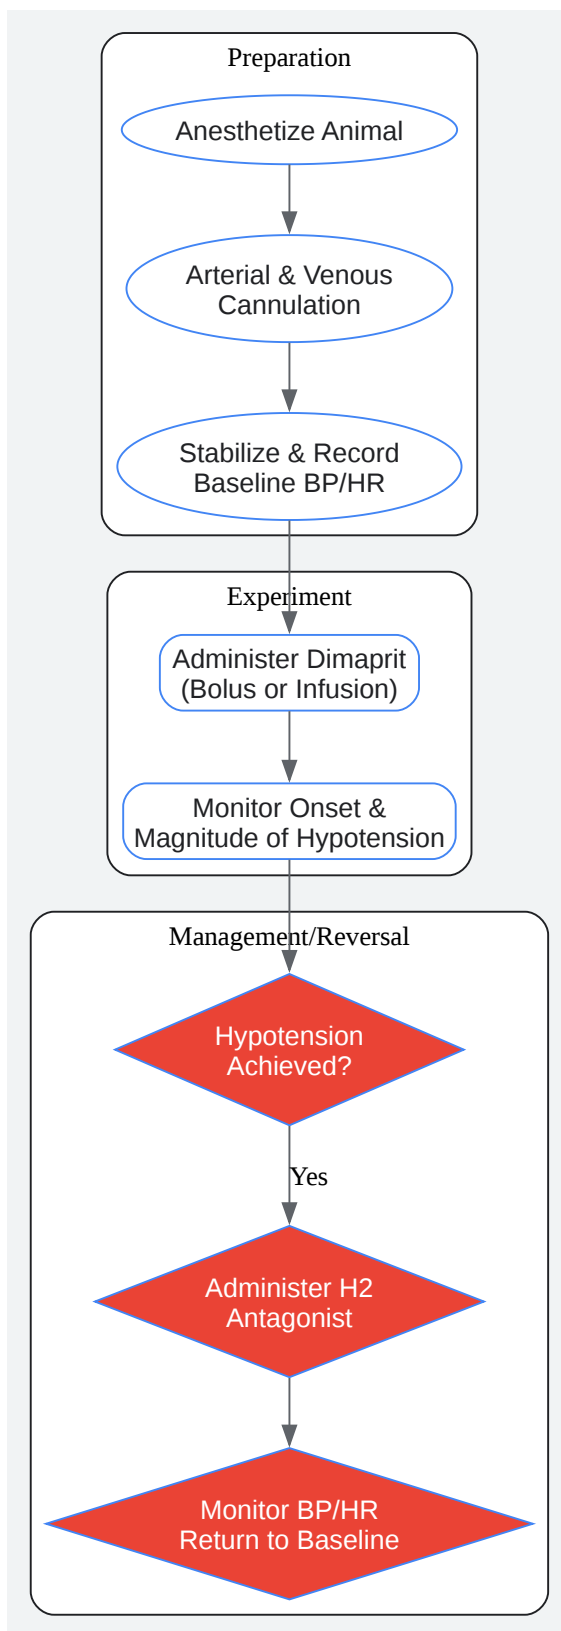 Preparation
Anesthetize Animal
Arterial & Venous
Cannulation
Stabilize & Record
Baseline BP/HR
Experiment
Administer Dimaprit
(Bolus or Infusion)
Monitor Onset &
Magnitude of Hypotension
Management/Reversal
Hypotension
Achieved?
Yes
Administer H2
Antagonist
Monitor BP/HR
Return to Baseline